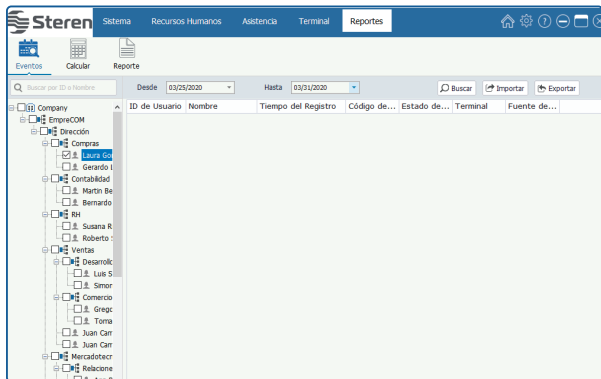 Steren Sistema Recursos Humanos Asistencia Terminal Reportes
Eventos Calcular Reporte
Buscar por ID o Nombre Desde 03/25/2020 Hasta 03/31/2020 Buscar Importar Exportar
ID de Usuario Nombre Tiempo del Registro Código de... Estado de... Terminal Fuente de...
Company
EmpreCOM
Dirección
Compras
Laura Go
Gerardo
Contabilidad
Martin Be
Bernardo
RH
Susana R
Roberto
Ventas
Desarrollo
Luis S
Simor
Comercio
Grego
Toma
Juan Carr
Juan Carr
Mercadotecr
Relacione